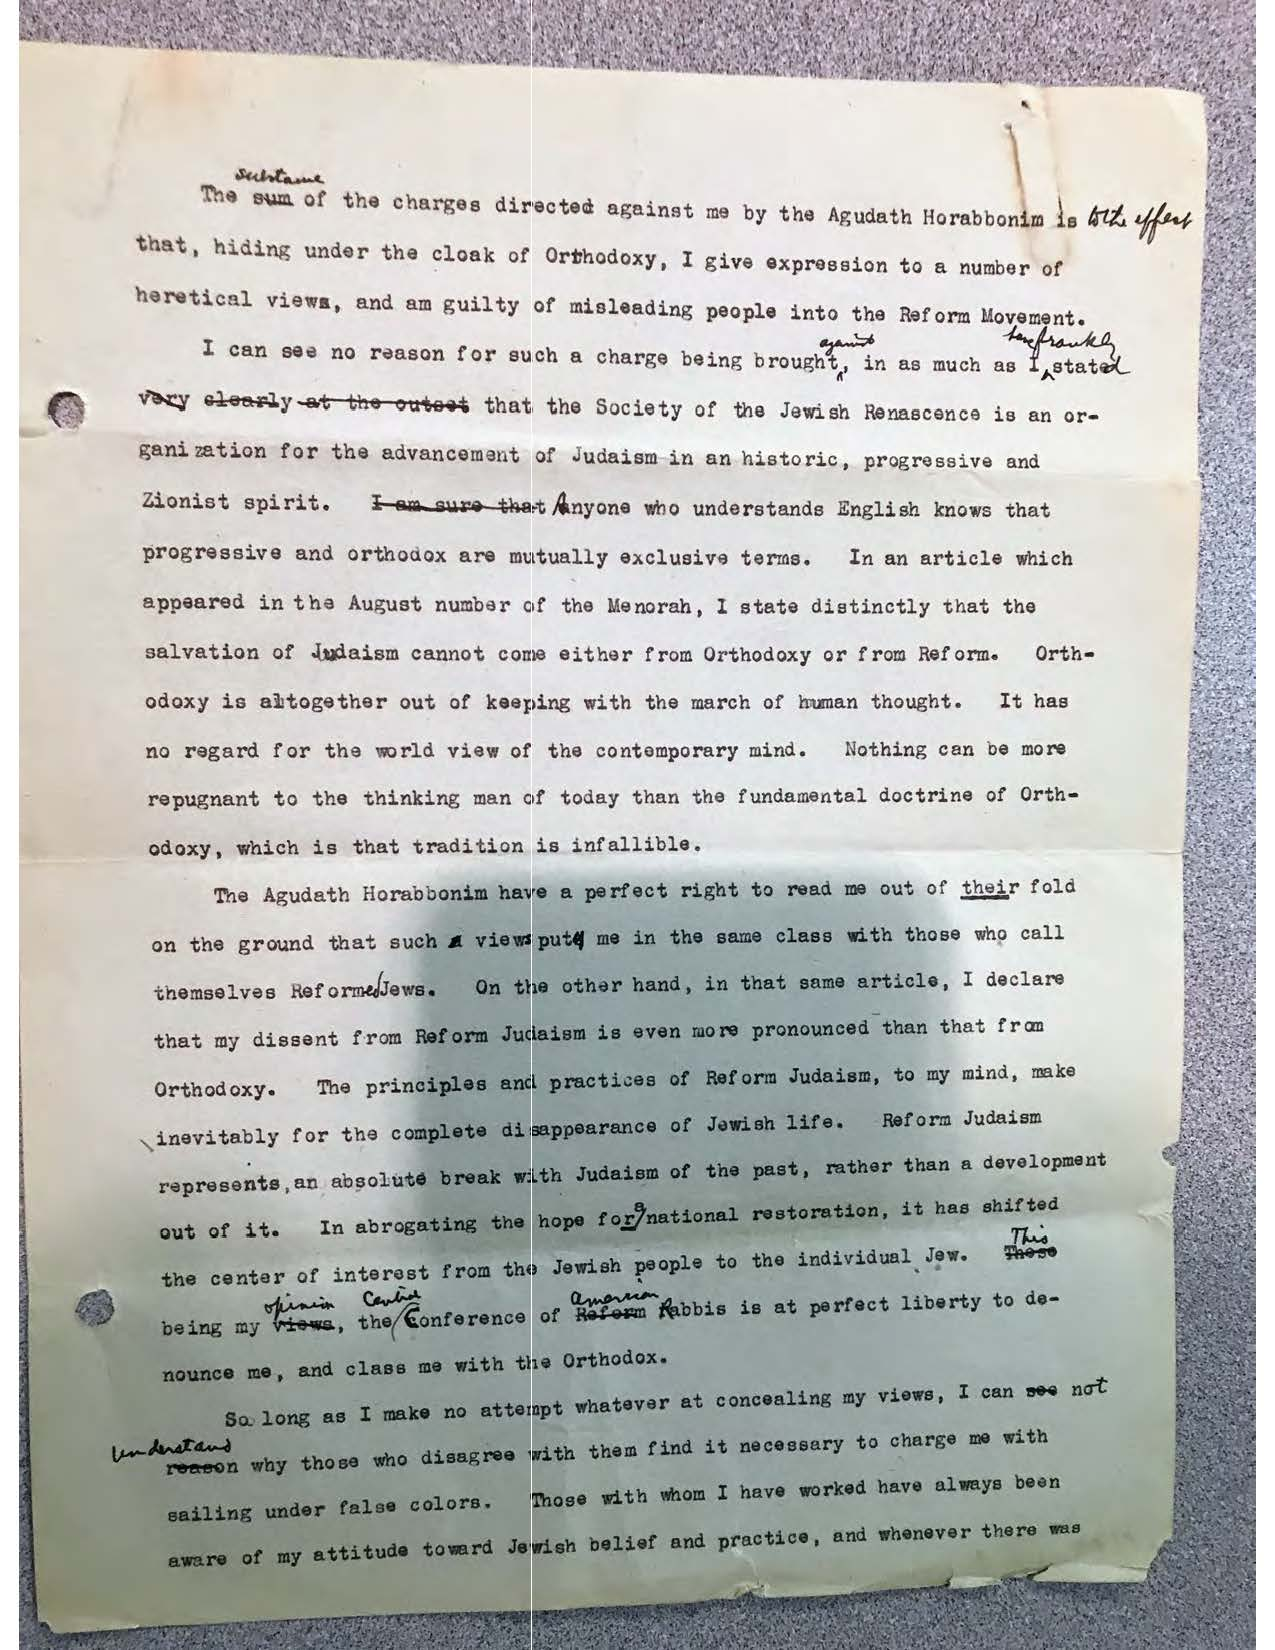 substance
The sum of the charges directed against me by the Agudath Horabbonim is to the effect
that, hiding under the cloak of Orthodoxy, I give expression to a number of
heretical views, and am guilty of misleading people into the Reform Movement.
against have frankly
I can see no reason for such a charge being brought, in as much as I stated
very clearly at the outset that the Society of the Jewish Renascence is an or-
ganization for the advancement of Judaism in an historic, progressive and
Zionist spirit. I am sure that Anyone who understands English knows that
progressive and orthodox are mutually exclusive terms. In an article which
appeared in the August number of the Menorah, I state distinctly that the
salvation of Judaism cannot come either from Orthodoxy or from Reform. Orth-
odoxy is altogether out of keeping with the march of human thought. It has
no regard for the world view of the contemporary mind. Nothing can be more
repugnant to the thinking man of today than the fundamental doctrine of Orth-
odoxy, which is that tradition is infallible.
The Agudath Horabbonim have a perfect right to read me out of their fold
on the ground that such a views put me in the same class with those who call
themselves Reformed Jews. On the other hand, in that same article, I declare
that my dissent from Reform Judaism is even more pronounced than that from
Orthodoxy. The principles and practices of Reform Judaism, to my mind, make
inevitably for the complete disappearance of Jewish life. Reform Judaism
represents, an absolute break with Judaism of the past, rather than a development
out of it. In abrogating the hope for a national restoration, it has shifted
This
the center of interest from the Jewish people to the individual Jew. These
opinion Central American
being my views, the Conference of Reform Rabbis is at perfect liberty to de-
nounce me, and class me with the Orthodox.
So long as I make no attempt whatever at concealing my views, I can see not
understand
reason why those who disagree with them find it necessary to charge me with
sailing under false colors. Those with whom I have worked have always been
aware of my attitude toward Jewish belief and practice, and whenever there was